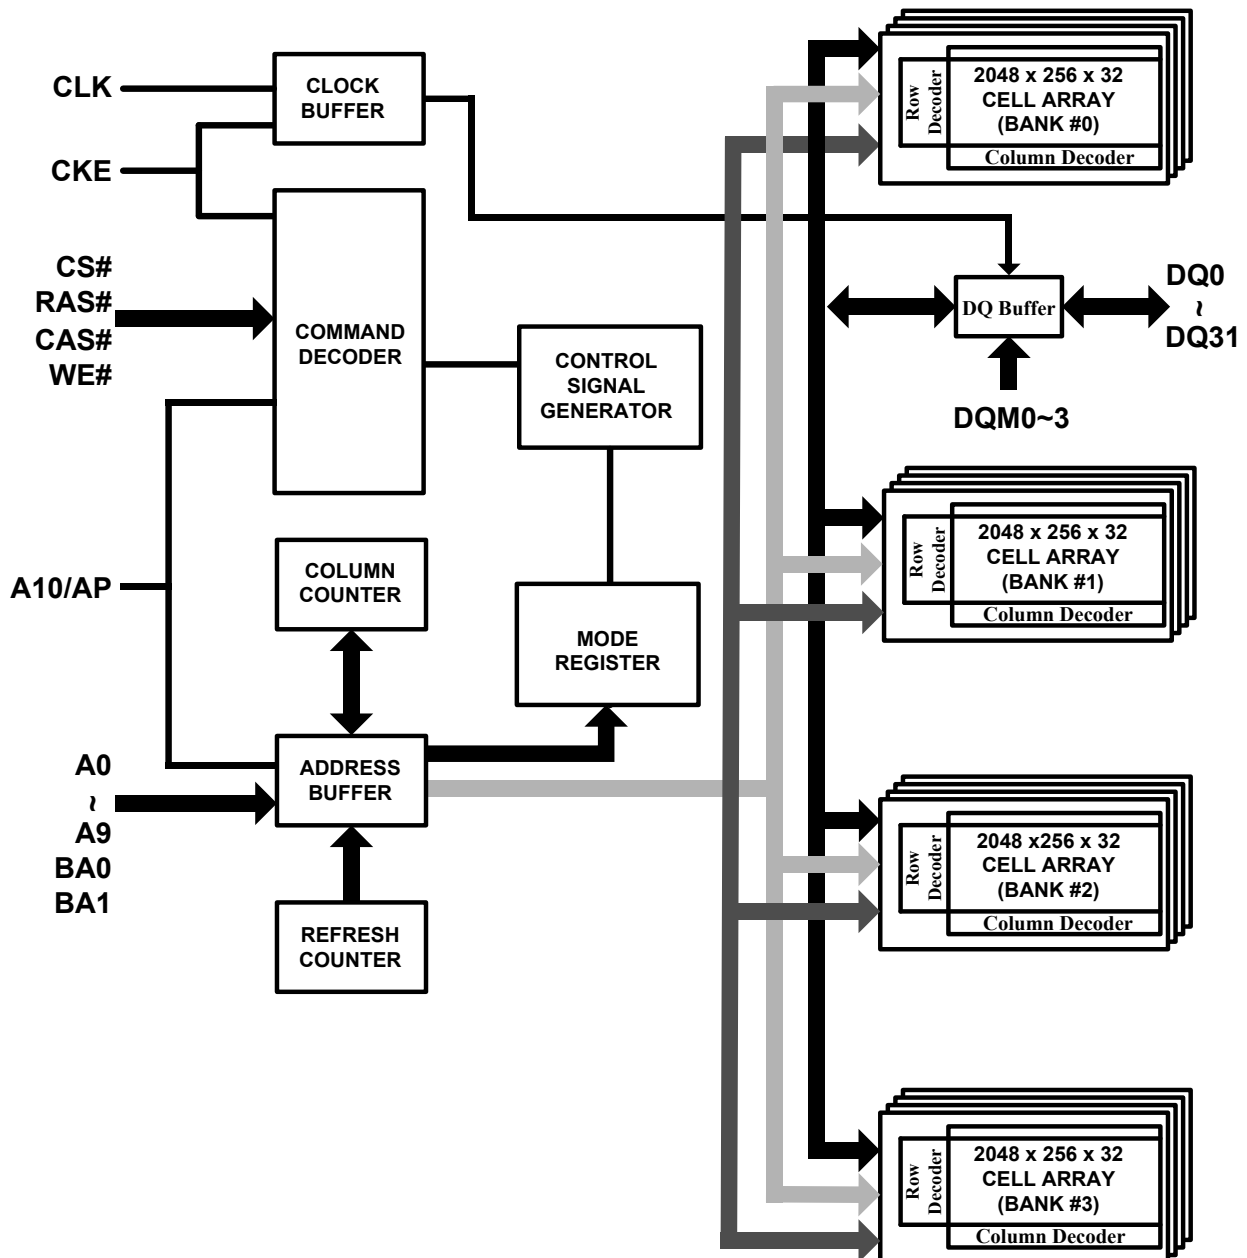 CLK
CKE
CS#
RAS#
CAS#
WE#
A10/AP
A0
~
A9
BA0
BA1
CLOCK
BUFFER
COMMAND
DECODER
COLUMN
COUNTER
ADDRESS
BUFFER
REFRESH
COUNTER
CONTROL
SIGNAL
GENERATOR
MODE
REGISTER
Row
Decoder
2048 x 256 x 32
CELL ARRAY
(BANK #0)
Column Decoder
DQ Buffer
DQ0
~
DQ31
DQM0~3
Row
Decoder
2048 x 256 x 32
CELL ARRAY
(BANK #1)
Column Decoder
Row
Decoder
2048 x256 x 32
CELL ARRAY
(BANK #2)
Column Decoder
Row
Decoder
2048 x 256 x 32
CELL ARRAY
(BANK #3)
Column Decoder